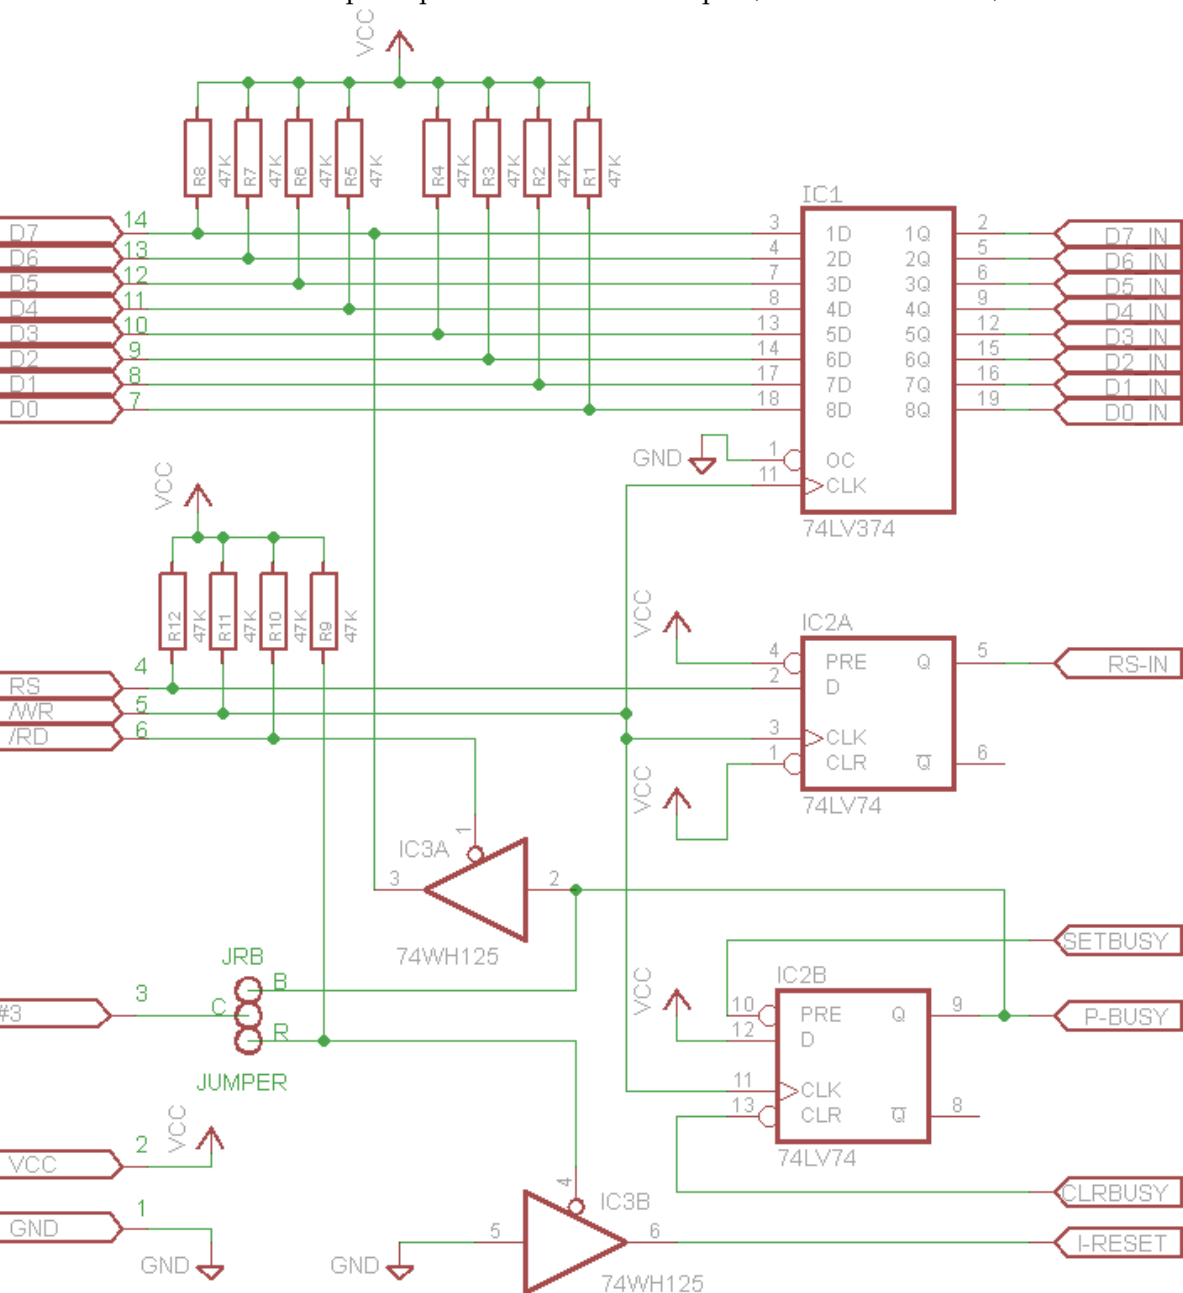 VCC
R8 47K R7 47K R6 47K R5 47K R4 47K R3 47K R2 47K R1 47K
IC1
D7 14 3 1D 1Q 2 D7_IN
D6 13 4 2D 2Q 5 D6_IN
D5 12 7 3D 3Q 6 D5_IN
D4 11 8 4D 4Q 9 D4_IN
D3 10 13 5D 5Q 12 D3_IN
D2 9 14 6D 6Q 15 D2_IN
D1 8 17 7D 7Q 16 D1_IN
D0 7 18 8D 8Q 19 D0_IN
GND 1 OC
11 CLK
74LV374
VCC
R12 47K R11 47K R10 47K R9 47K
VCC
IC2A
4 PRE Q 5 RS-IN
RS 4 2 D
/WR 5
/RD 6 3 CLK
1 CLR Q 6
VCC
74LV74
IC3A 1
3 2
74WH125
SETBUSY
JRB
B
#3 3 C
R
JUMPER
VCC
IC2B
10 PRE Q 9 P-BUSY
12 D
11 CLK
13 CLR Q 8
74LV74
VCC 2 VCC
CLRBUSY
GND 1 GND
4 IC3B
GND 5 6 I-RESET
74WH125